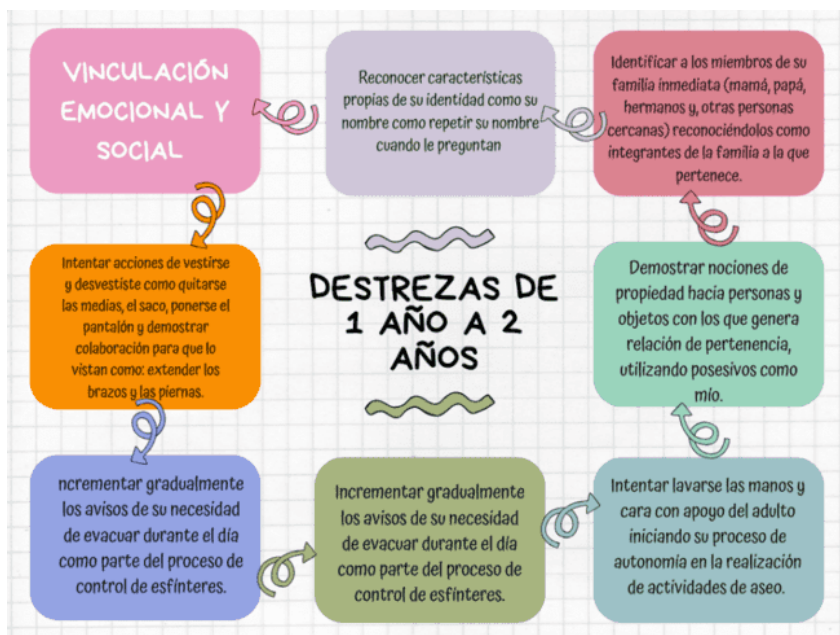 VINCULACIÓN
EMOCIONAL Y
SOCIAL
Reconocer características
propias de su identidad como su
nombre como repetir su nombre
cuando le preguntan
Identificar a los miembros de su
familia inmediata (mamá, papá,
hermanos y, otras personas
cercanas) reconociéndolos como
integrantes de la familia a la que
pertenece.
Intentar acciones de vestirse
y desvestiste como quitarse
las medias, el saco, ponerse el
pantalón y demostrar
colaboración para que lo
vistan como: extender los
brazos y las piernas.
DESTREZAS DE
1 AÑO A 2
AÑOS
Demostrar nociones de
propiedad hacia personas y
objetos con los que genera
relación de pertenencia,
utilizando posesivos como
mío.
ncrementar gradualmente
los avisos de su necesidad
de evacuar durante el día
como parte del proceso de
control de esfínteres.
Incrementar gradualmente
los avisos de su necesidad
de evacuar durante el día
como parte del proceso de
control de esfínteres.
Intentar lavarse las manos y
cara con apoyo del adulto
iniciando su proceso de
autonomía en la realización
de actividades de aseo.